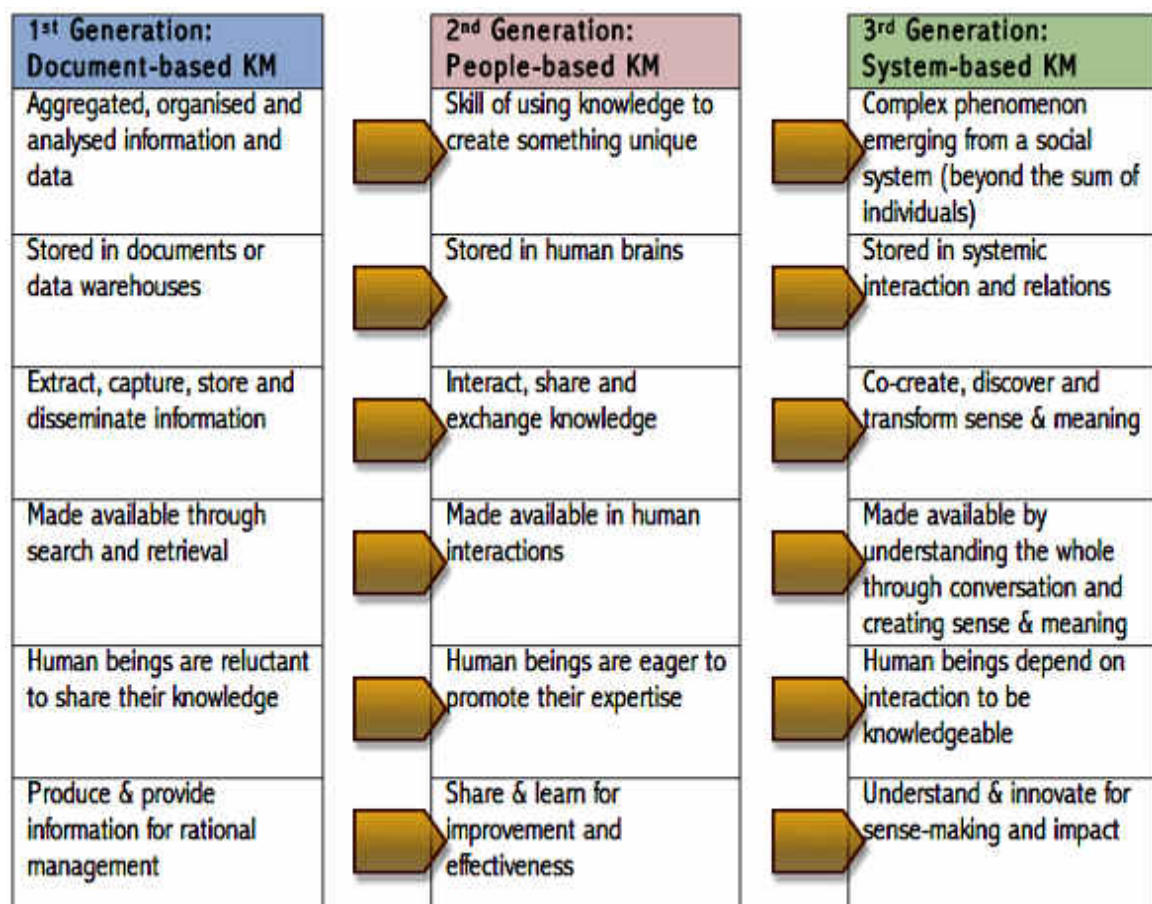 1st Generation:
Document-based KM
2nd Generation:
People-based KM
3rd Generation:
System-based KM
Aggregated, organised and
analysed information and
data
Skill of using knowledge to
create something unique
Complex phenomenon
emerging from a social
system (beyond the sum of
individuals)
Stored in documents or
data warehouses
Stored in human brains
Stored in systemic
interaction and relations
Extract, capture, store and
disseminate information
Interact, share and
exchange knowledge
Co-create, discover and
transform sense & meaning
Made available through
search and retrieval
Made available in human
interactions
Made available by
understanding the whole
through conversation and
creating sense & meaning
Human beings are reluctant
to share their knowledge
Human beings are eager to
promote their expertise
Human beings depend on
interaction to be
knowledgeable
Produce & provide
information for rational
management
Share & learn for
improvement and
effectiveness
Understand & innovate for
sense-making and impact